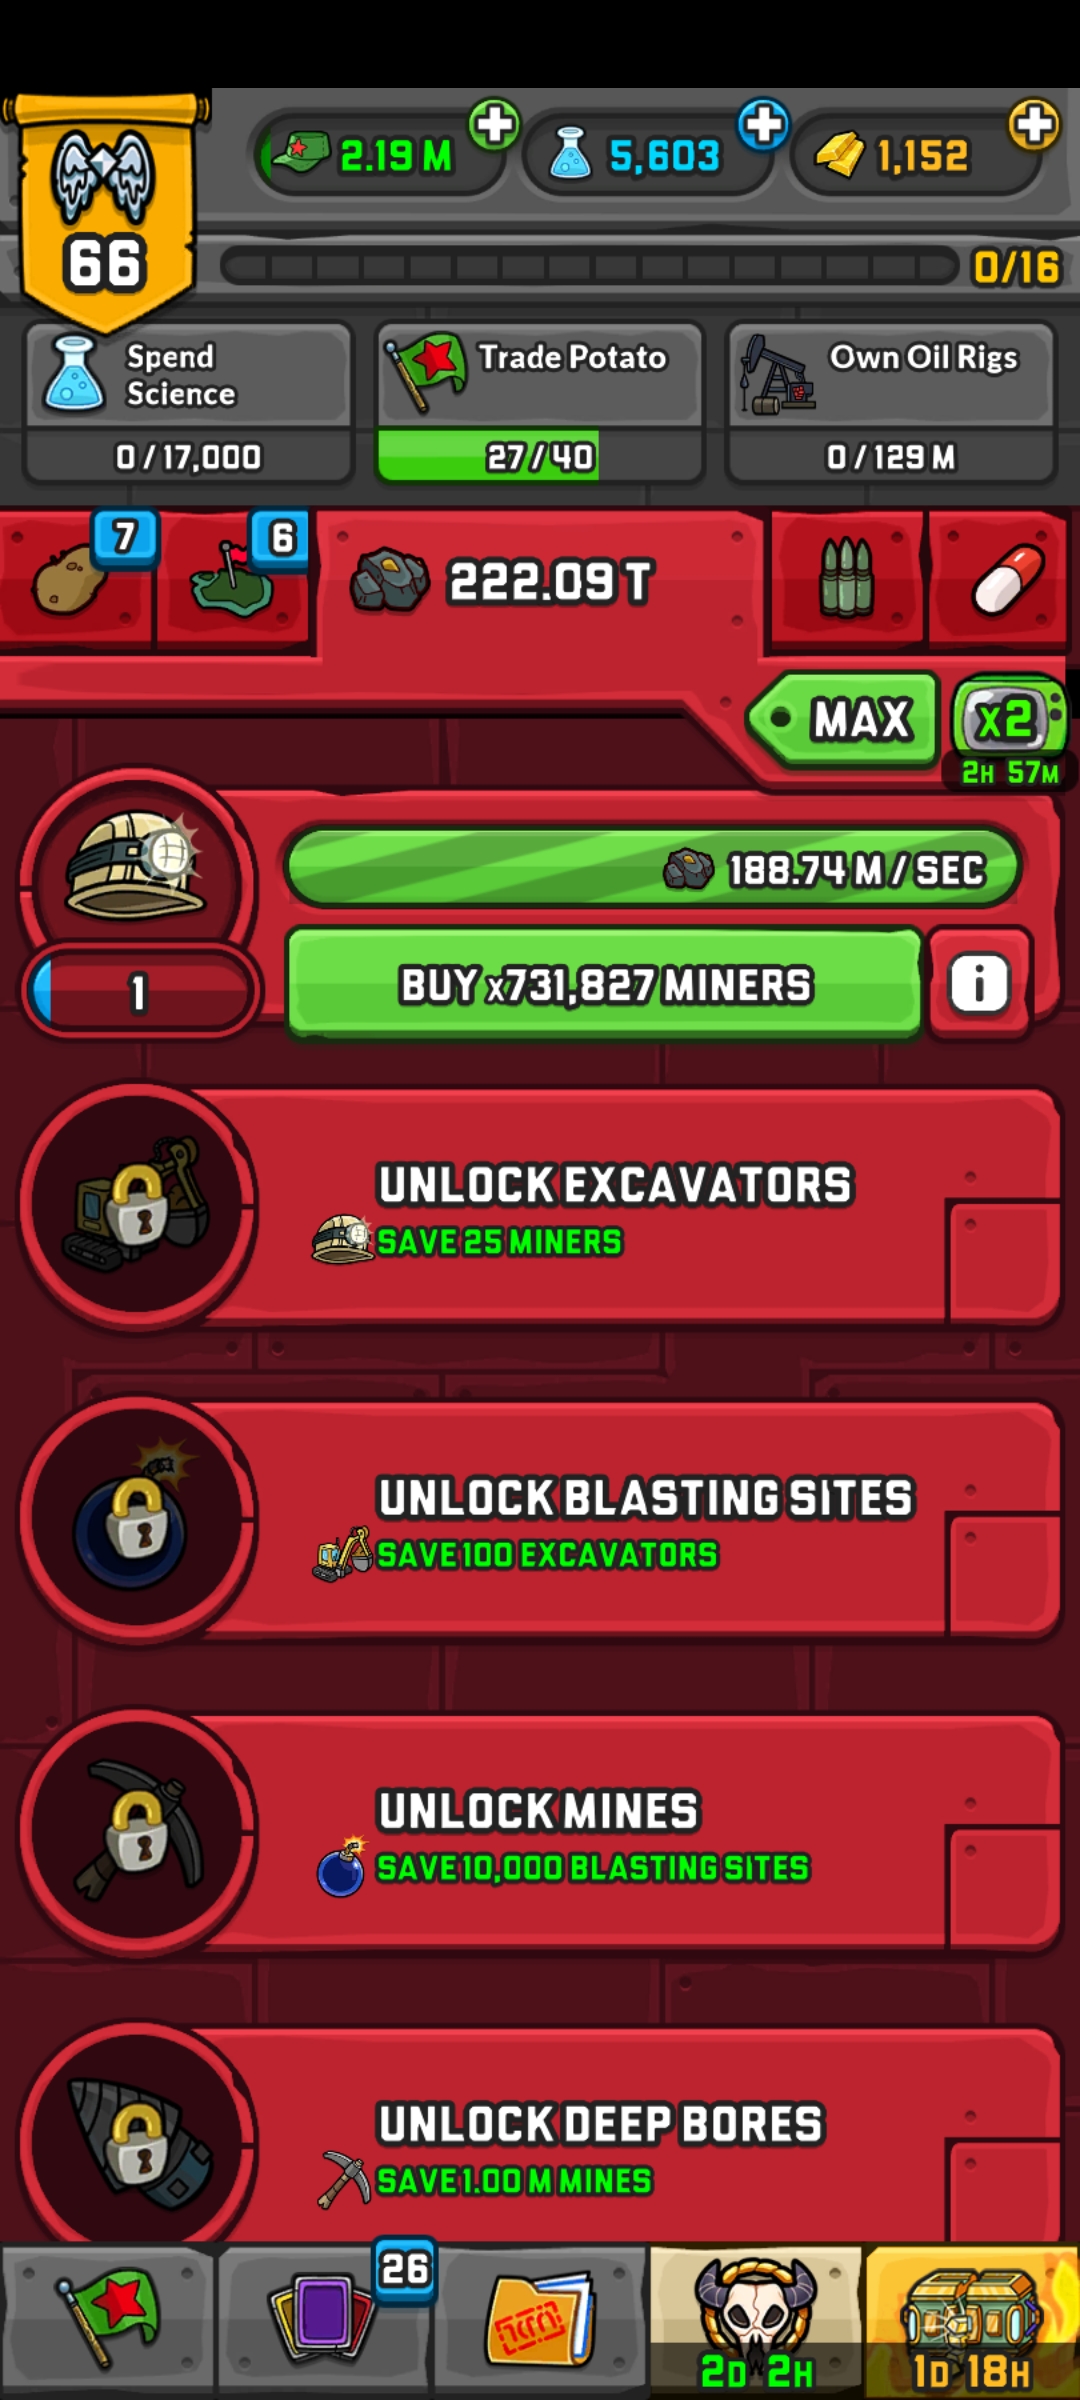 2.19 M
5,603
1,152
66
0/16
Spend
Science
0 / 17,000
Trade Potato
27 / 40
Own Oil Rigs
0 / 129 M
7
6
222.09 T
MAX
x2
2H 57M
188.74 M / SEC
1
BUY x731,827 MINERS
i
UNLOCK EXCAVATORS
SAVE 25 MINERS
UNLOCK BLASTING SITES
SAVE 100 EXCAVATORS
UNLOCK MINES
SAVE 10,000 BLASTING SITES
UNLOCK DEEP BORES
SAVE 1.00 M MINES
26
2D 2H
1D 18H